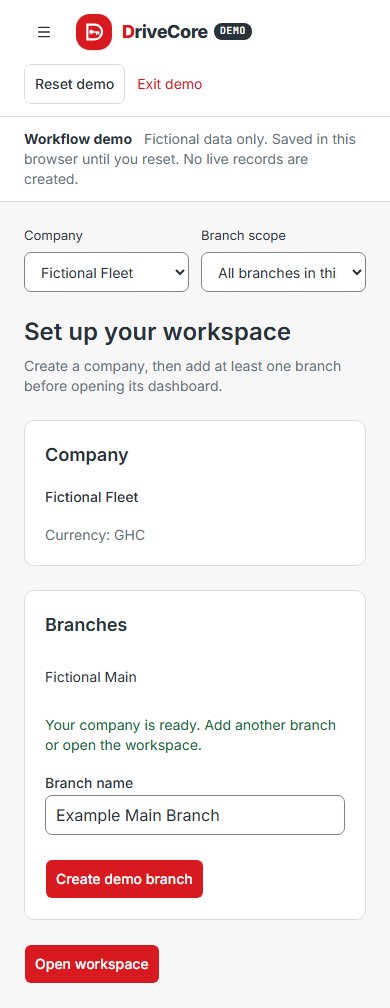 DriveCore DEMO
Reset demo Exit demo
Workflow demo Fictional data only. Saved in this
browser until you reset. No live records are
created.
Company Branch scope
Fictional Fleet All branches in thi
Set up your workspace
Create a company, then add at least one branch
before opening its dashboard.
Company
Fictional Fleet
Currency: GHC
Branches
Fictional Main
Your company is ready. Add another branch
or open the workspace.
Branch name
Example Main Branch
Create demo branch
Open workspace